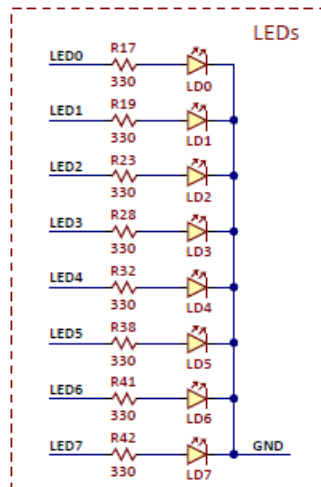 LEDs
LED0 R17 330 LD0
LED1 R19 330 LD1
LED2 R23 330 LD2
LED3 R28 330 LD3
LED4 R32 330 LD4
LED5 R38 330 LD5
LED6 R41 330 LD6
LED7 R42 330 LD7 GND